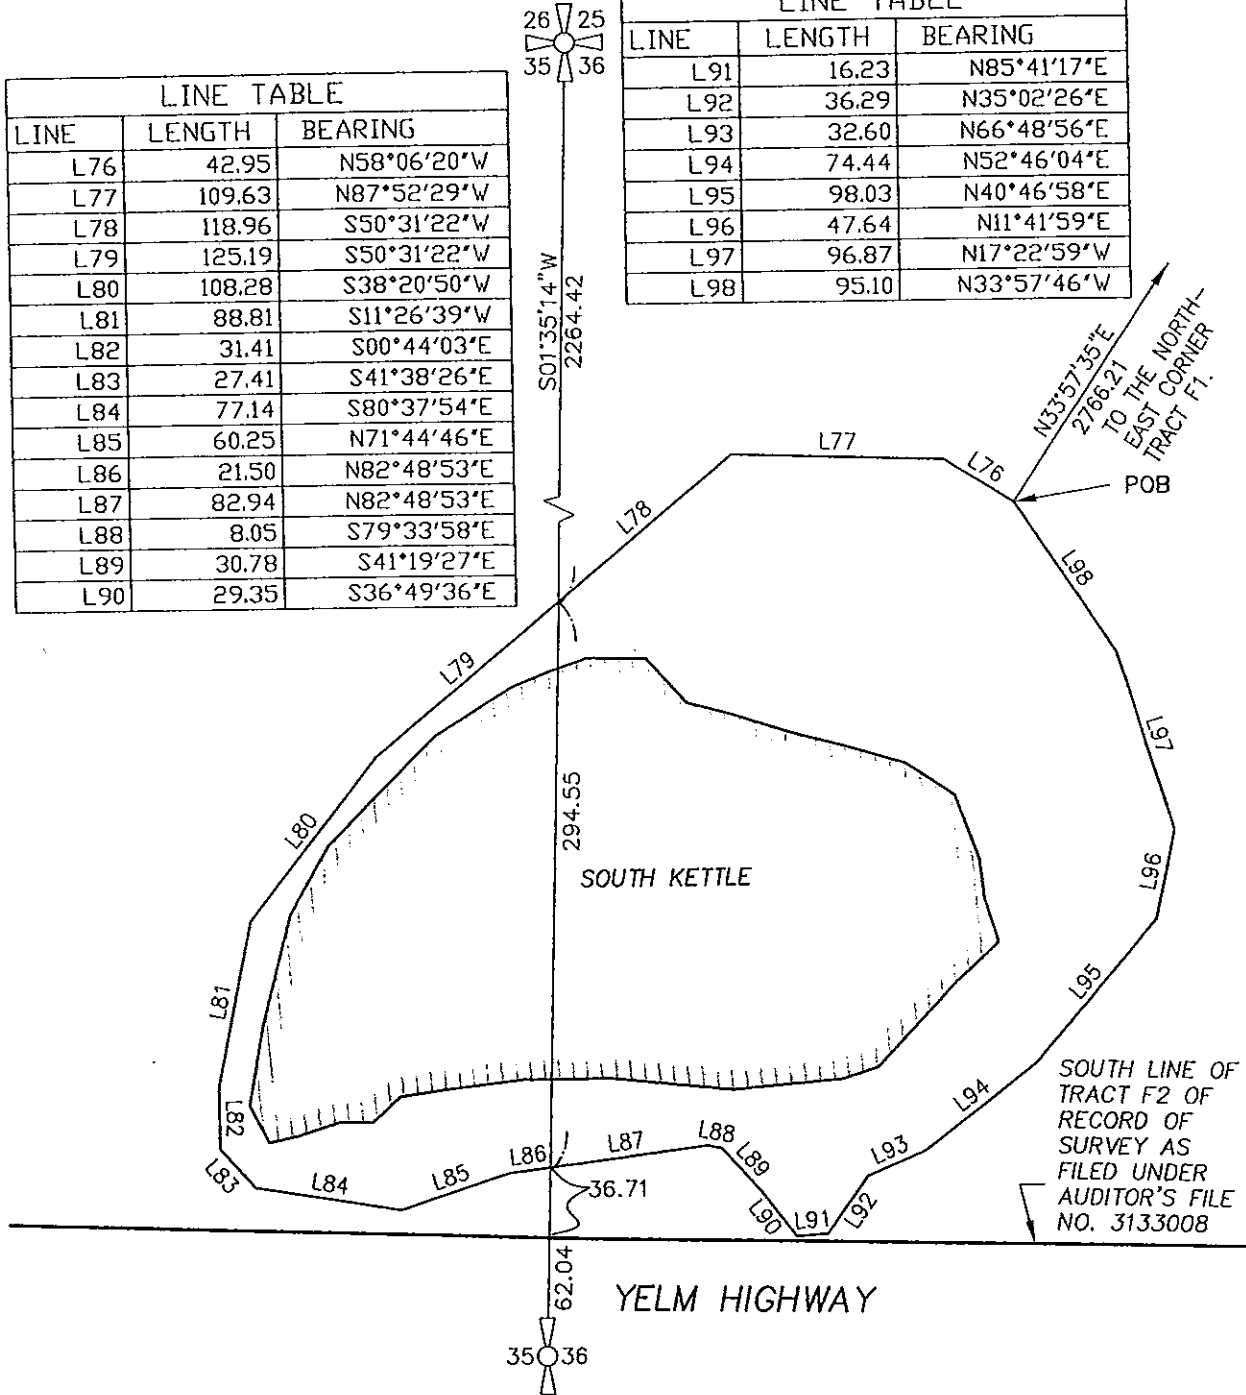 26 25
35 36
LINE TABLE
LINE LENGTH BEARING
L91 16.23 N85°41'17"E
L92 36.29 N35°02'26"E
L93 32.60 N66°48'56"E
L94 74.44 N52°46'04"E
L95 98.03 N40°46'58"E
L96 47.64 N11°41'59"E
L97 96.87 N17°22'59"W
L98 95.10 N33°57'46"W
LINE TABLE
LINE LENGTH BEARING
L76 42.95 N58°06'20"W
L77 109.63 N87°52'29"W
L78 118.96 S50°31'22"W
L79 125.19 S50°31'22"W
L80 108.28 S38°20'50"W
L81 88.81 S11°26'39"W
L82 31.41 S00°44'03"E
L83 27.41 S41°38'26"E
L84 77.14 S80°37'54"E
L85 60.25 N71°44'46"E
L86 21.50 N82°48'53"E
L87 82.94 N82°48'53"E
L88 8.05 S79°33'58"E
L89 30.78 S41°19'27"E
L90 29.35 S36°49'36"E
S01°35'14"W
2264.42
N33°57'35"E
2766.21
TO THE NORTH-
EAST CORNER
TRACT F1.
L77
L76
POB
L78
L98
L79
L97
L80
294.55
SOUTH KETTLE
L96
L81
L95
L82
L94
L83
L84
L85
L86
L87
L88
L89
L90
L91
L92
L93
36.71
SOUTH LINE OF
TRACT F2 OF
RECORD OF
SURVEY AS
FILED UNDER
AUDITOR'S FILE
NO. 3133008
62.04
YELM HIGHWAY
35 36